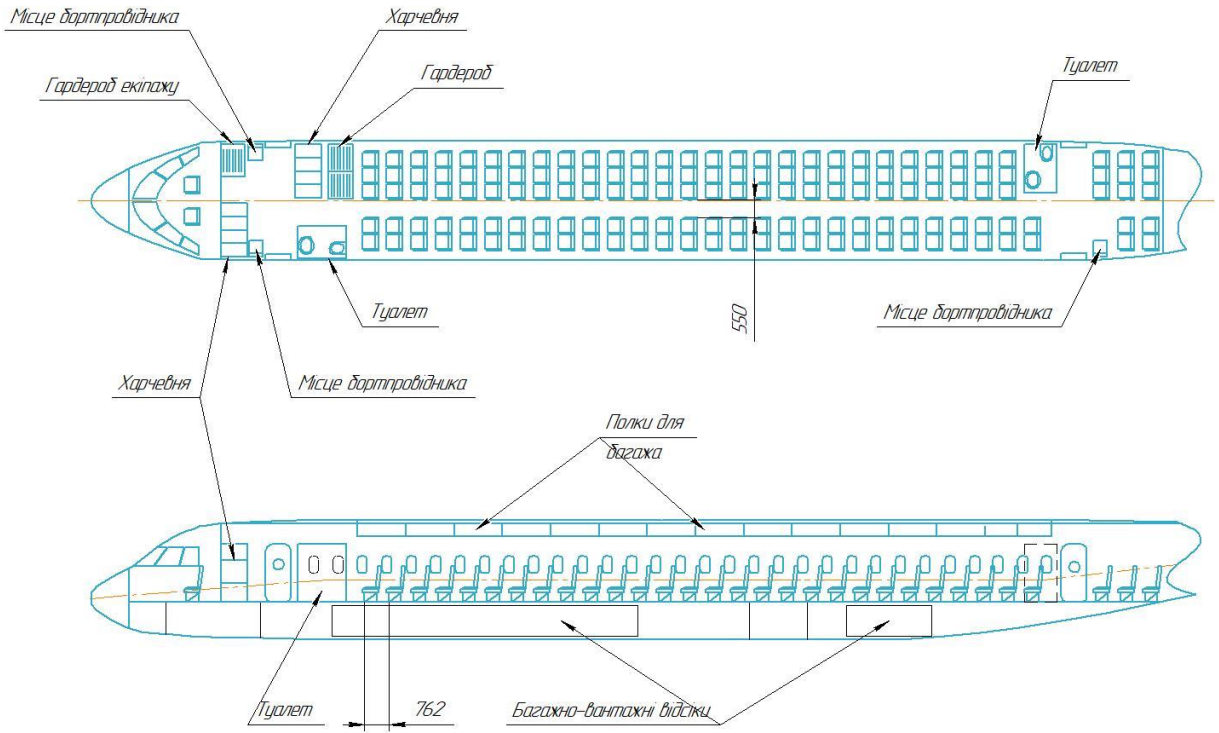 Місце бортпровідника
Харчевня
Гардероб екіпажу
Гардероб
Туалет
Туалет
550
Місце бортпровідника
Харчевня
Місце бортпровідника
Полки для
багажа
Туалет
762
Багажно-вантажні відсіки